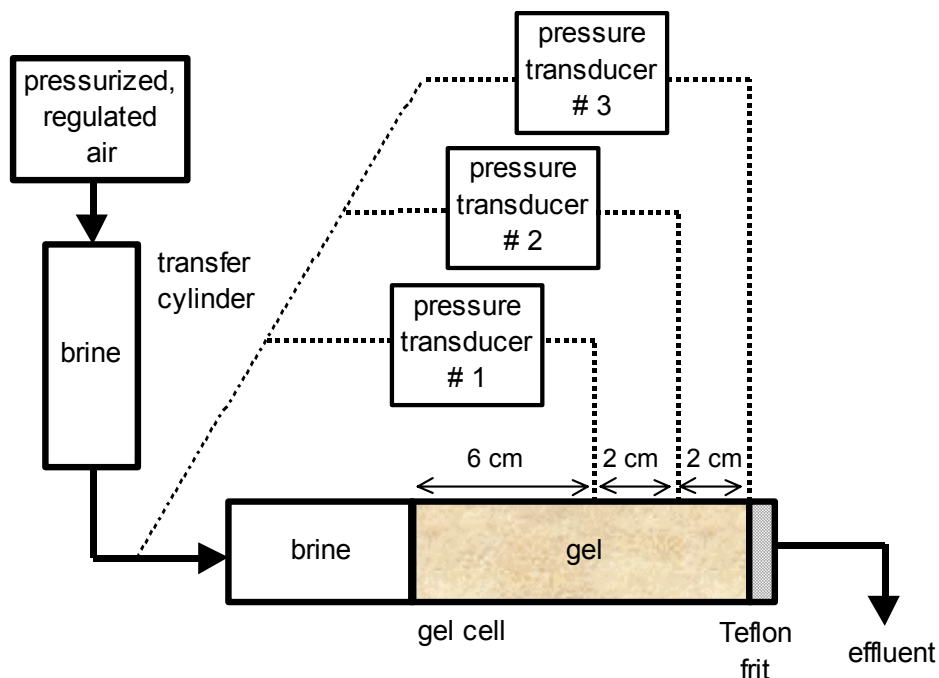 pressurized,
regulated
air
transfer
cylinder
brine
pressure
transducer
# 3
pressure
transducer
# 2
pressure
transducer
# 1
6 cm
2 cm
2 cm
brine
gel
gel cell
Teflon
frit
effluent